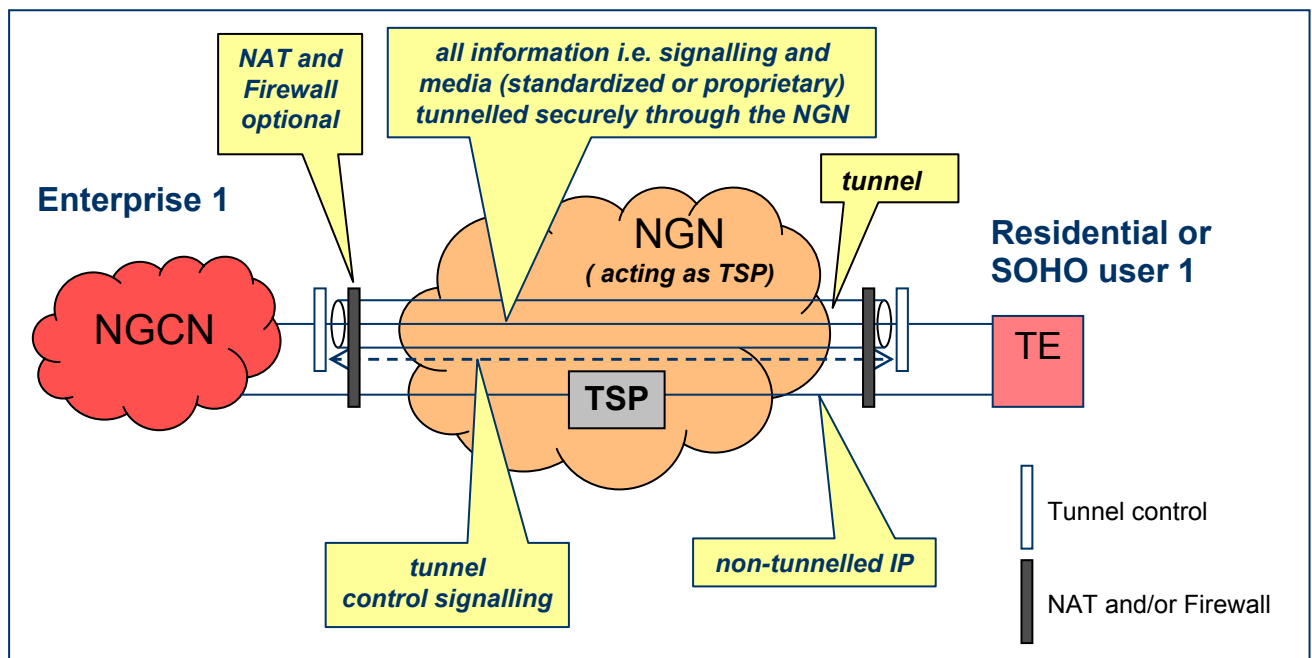 NAT and
Firewall
optional
all information i.e. signalling and
media (standardized or proprietary)
tunnelled securely through the NGN
tunnel
Enterprise 1
NGN
( acting as TSP)
Residential or
SOHO user 1
NGCN
TE
TSP
tunnel
control signalling
non-tunnelled IP
Tunnel control
NAT and/or Firewall